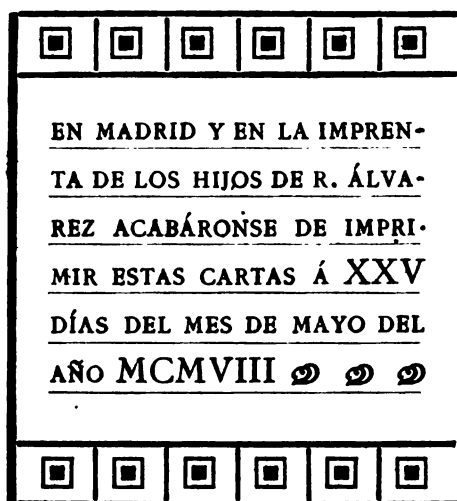 EN MADRID Y EN LA IMPREN-
TA DE LOS HIJOS DE R. ÁLVA-
REZ ACABÁRONSE DE IMPRI-
MIR ESTAS CARTAS Á XXV
DÍAS DEL MES DE MAYO DEL
AÑO MCMVIII